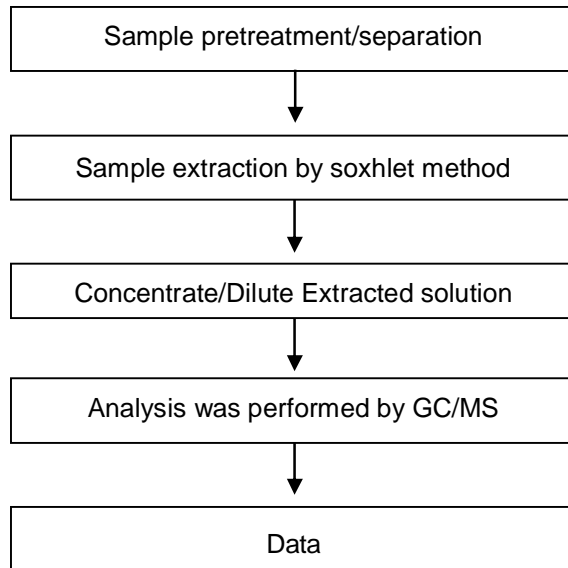 Sample pretreatment/separation
Sample extraction by soxhlet method
Concentrate/Dilute Extracted solution
Analysis was performed by GC/MS
Data